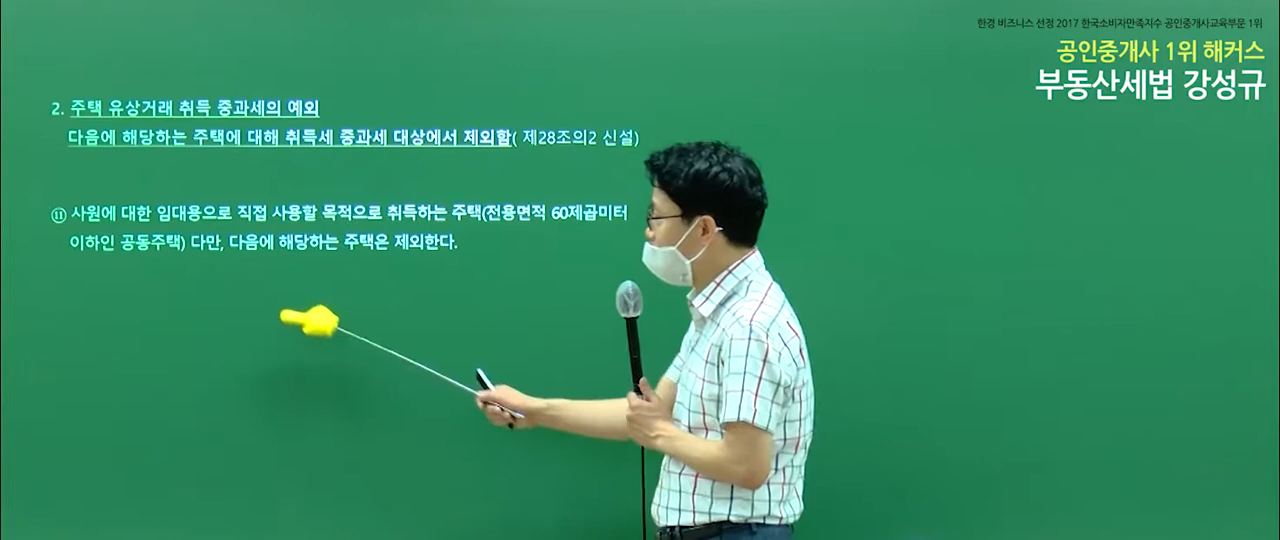 한경 비즈니스 선정 2017 한국소비자만족지수 공인중개사교육부문 1위
공인중개사 1위 해커스
부동산세법 강성규
2. 주택 유상거래 취득 중과세의 예외
다음에 해당하는 주택에 대해 취득세 중과세 대상에서 제외함( 제28조의2 신설)
⑪ 사원에 대한 임대용으로 직접 사용할 목적으로 취득하는 주택(전용면적 60제곱미터
이하인 공동주택) 다만, 다음에 해당하는 주택은 제외한다.